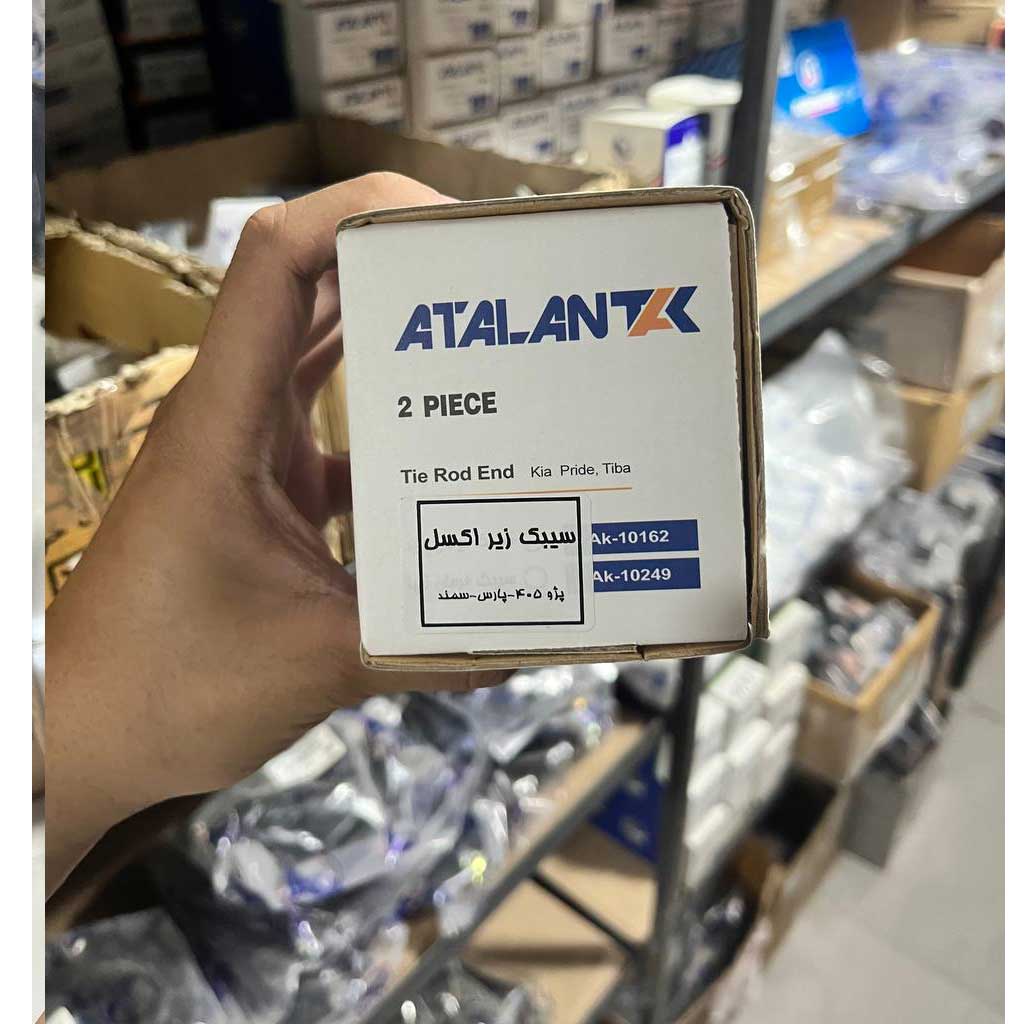 ATALANTAK
2 PIECE
Tie Rod End Kia Pride, Tiba
سیبک زیر اکسل
پژو ۴۰۵-پارس-سمند
Ak-10162
Ak-10249